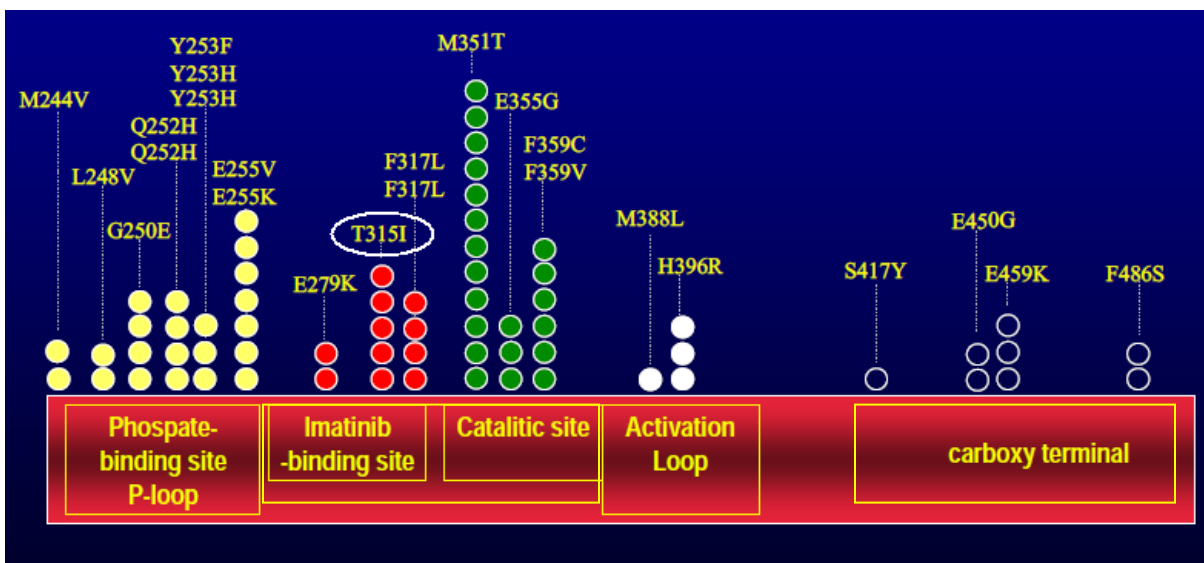 M244V
L248V
G250E
Q252H
Q252H
Y253F
Y253H
Y253H
E255V
E255K
E279K
T315I
F317L
F317L
M351T
E355G
F359C
F359V
M388L
H396R
S417Y
E450G
E459K
F486S
Phospate-
binding site
P-loop
Imatinib
-binding site
Catalitic site
Activation
Loop
carboxy terminal